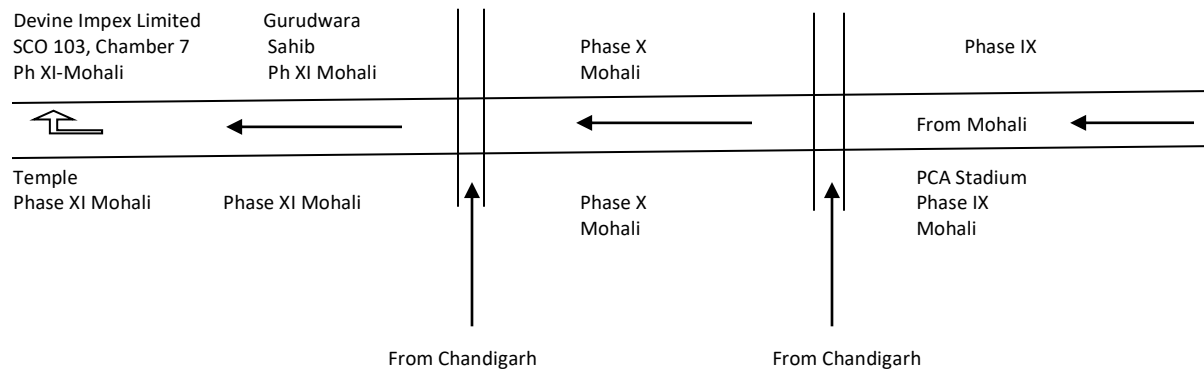 Devine Impex Limited
SCO 103, Chamber 7
Ph XI-Mohali
Gurudwara
Sahib
Ph XI Mohali
Phase X
Mohali
Phase IX
From Mohali
Temple
Phase XI Mohali
Phase XI Mohali
Phase X
Mohali
PCA Stadium
Phase IX
Mohali
From Chandigarh
From Chandigarh